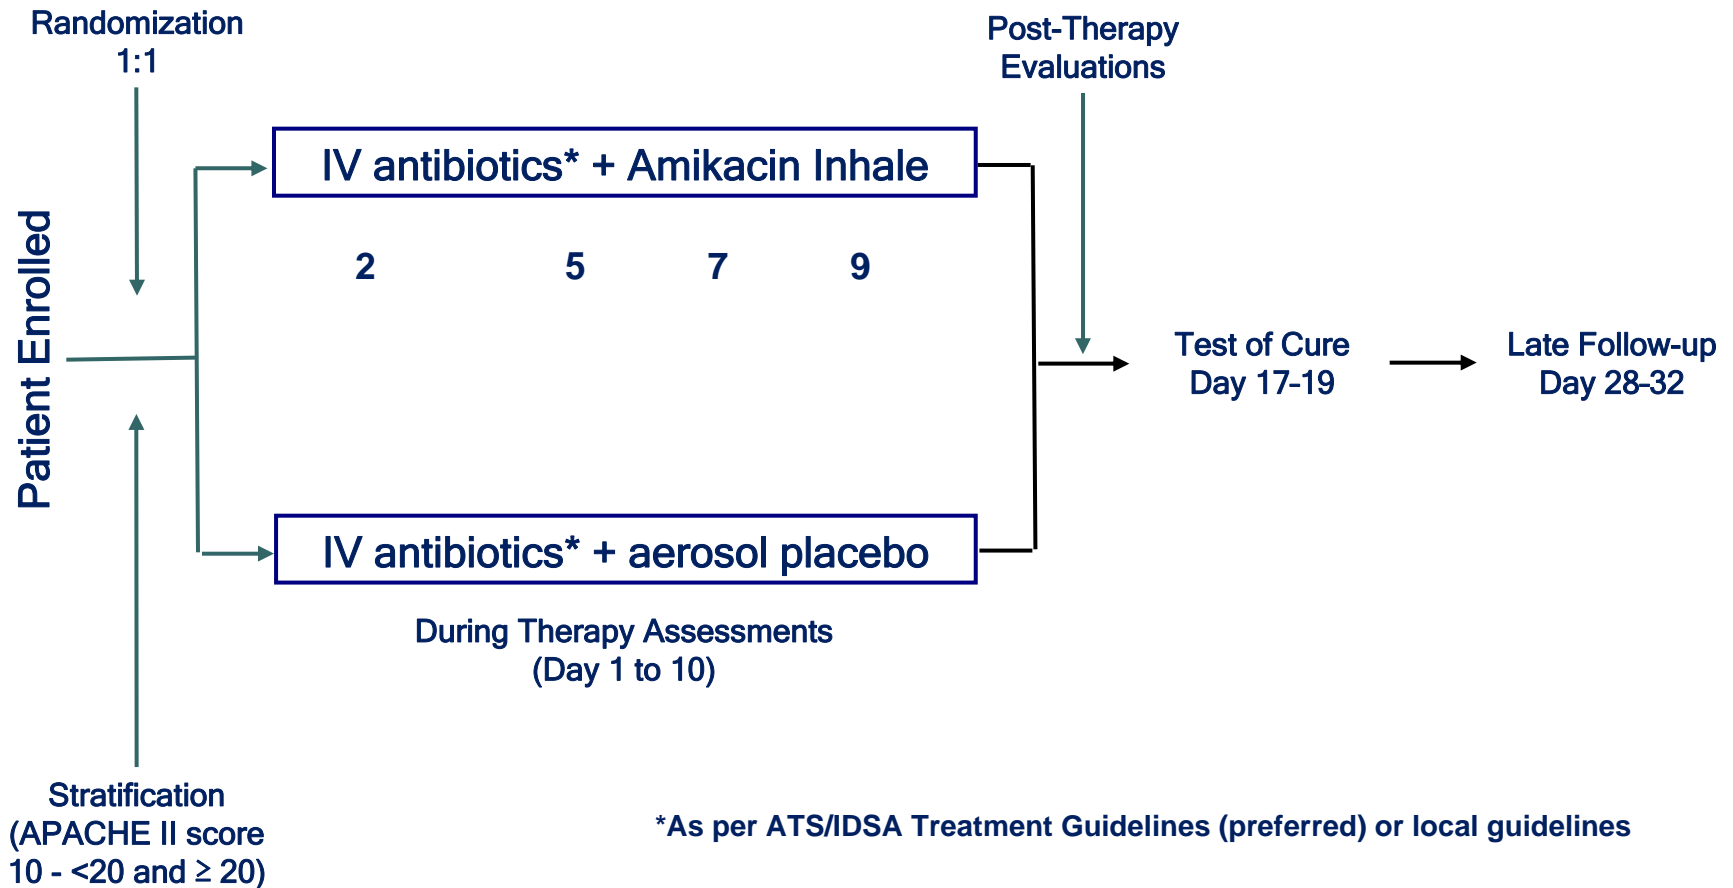 Randomization
1:1
Post-Therapy
Evaluations
Patient Enrolled
IV antibiotics* + Amikacin Inhale
2 5 7 9
Test of Cure
Day 17-19
Late Follow-up
Day 28-32
IV antibiotics* + aerosol placebo
During Therapy Assessments
(Day 1 to 10)
Stratification
(APACHE II score
10 - <20 and ≥ 20)
*As per ATS/IDSA Treatment Guidelines (preferred) or local guidelines